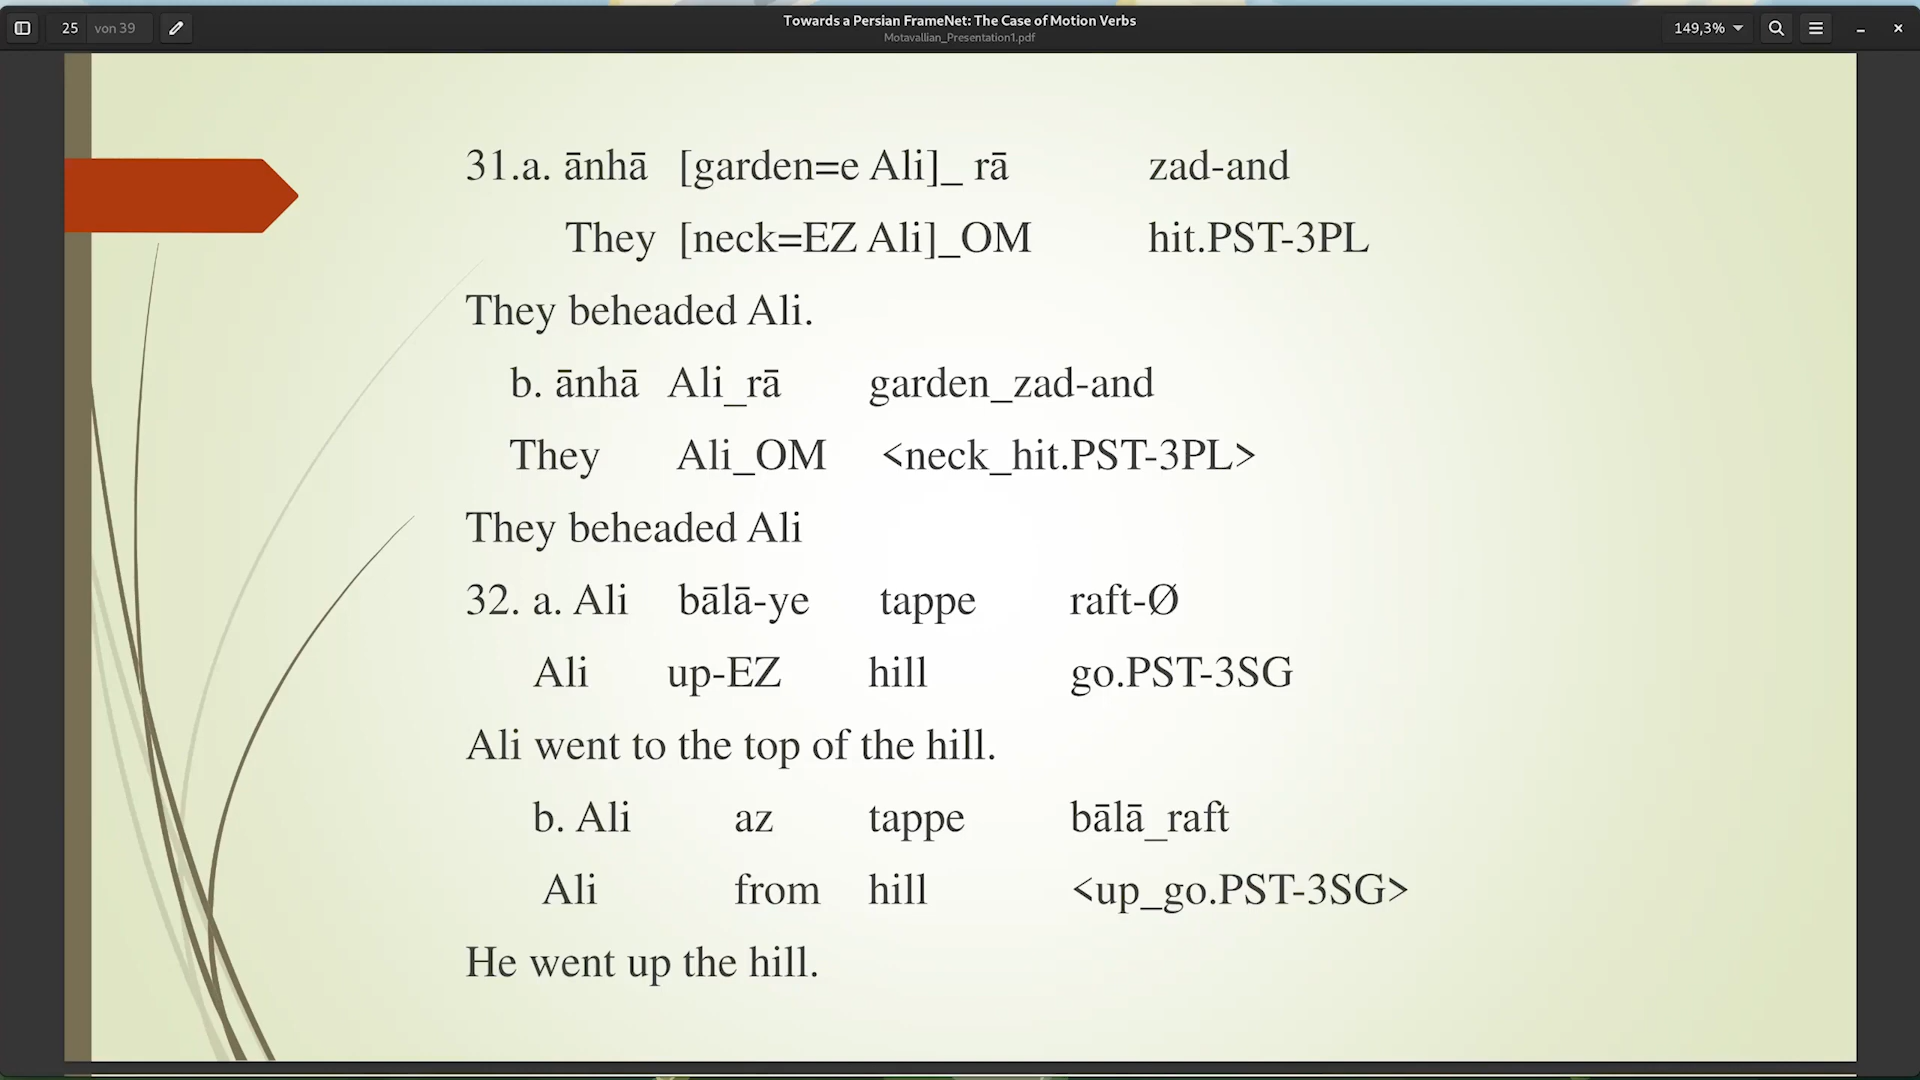 25 von 39
Towards a Persian FrameNet: The Case of Motion Verbs
Motavallian_Presentation1.pdf
149,3%
31.a. ānhā [garden=e Ali]_ rā zad-and
They [neck=EZ Ali]_OM hit.PST-3PL
They beheaded Ali.
b. ānhā Ali_rā garden_zad-and
They Ali_OM <neck_hit.PST-3PL>
They beheaded Ali
32. a. Ali bālā-ye tappe raft-Ø
Ali up-EZ hill go.PST-3SG
Ali went to the top of the hill.
b. Ali az tappe bālā_raft
Ali from hill <up_go.PST-3SG>
He went up the hill.